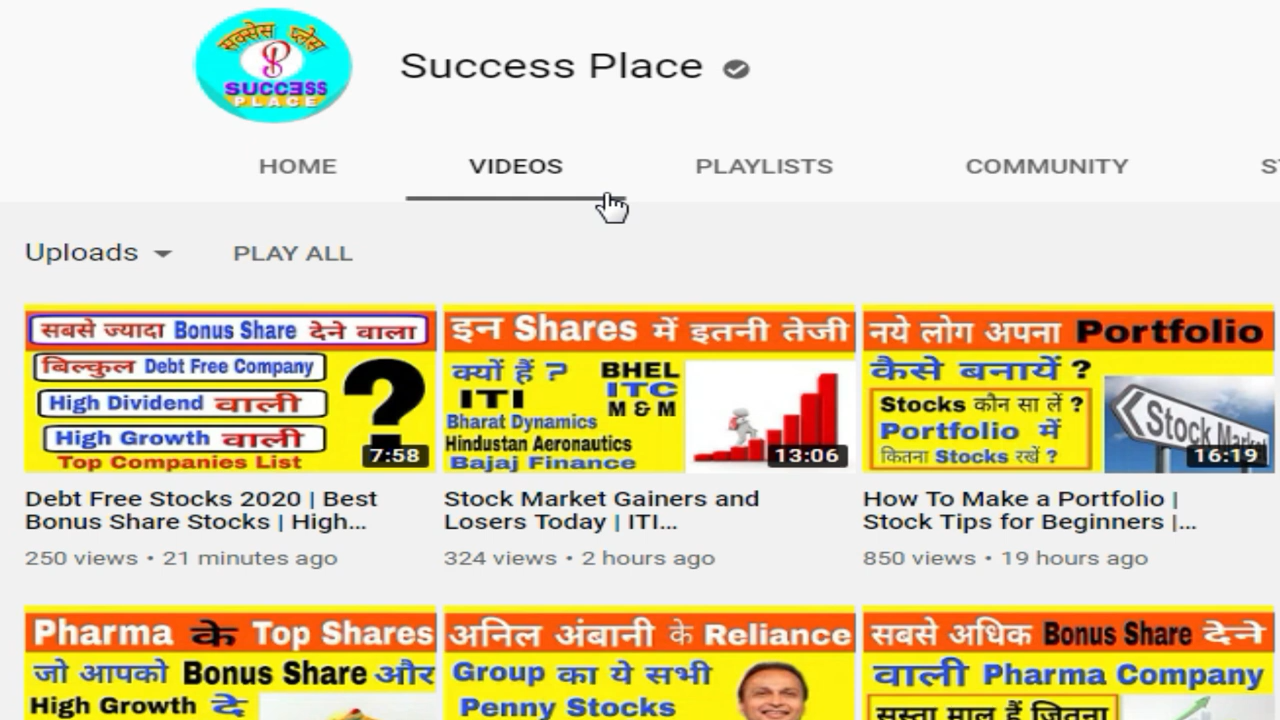 सक्सेस प्लेस
SUCCESS
PLACE
Success Place
HOME VIDEOS PLAYLISTS COMMUNITY
Uploads PLAY ALL
सबसे ज्यादा Bonus Share देने वाला
बिल्कुल Debt Free Company
High Dividend वाली
High Growth वाली
Top Companies List
?
7:58
Debt Free Stocks 2020 | Best
Bonus Share Stocks | High...
250 views • 21 minutes ago
इन Shares में इतनी तेजी
क्यों हैं ?
BHEL
ITI
ITC
M & M
Bharat Dynamics
Hindustan Aeronautics
Bajaj Finance
13:06
Stock Market Gainers and
Losers Today | ITI...
324 views • 2 hours ago
नये लोग अपना Portfolio
कैसे बनायें ?
Stocks कौन सा लें ?
Portfolio में
कितना Stocks रखें ?
Stock Market
16:19
How To Make a Portfolio |
Stock Tips for Beginners |...
850 views • 19 hours ago
Pharma के Top Shares
जो आपको Bonus Share और
High Growth दे
अनिल अंबानी के Reliance
Group का ये सभी
Penny Stocks
सबसे अधिक Bonus Share देने
वाली Pharma Company
सस्ता माल हैं जितना